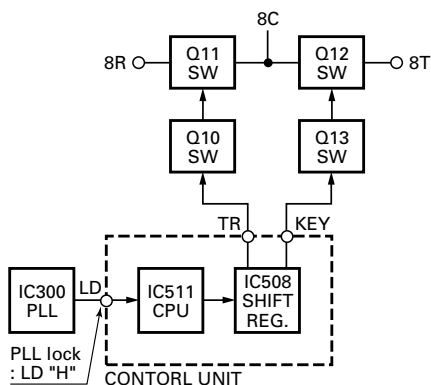 8C
8R
Q11
SW
Q12
SW
8T
Q10
SW
Q13
SW
TR
KEY
IC300
PLL
LD
IC511
CPU
IC508
SHIFT
REG.
PLL lock
: LD "H"
CONTORL UNIT